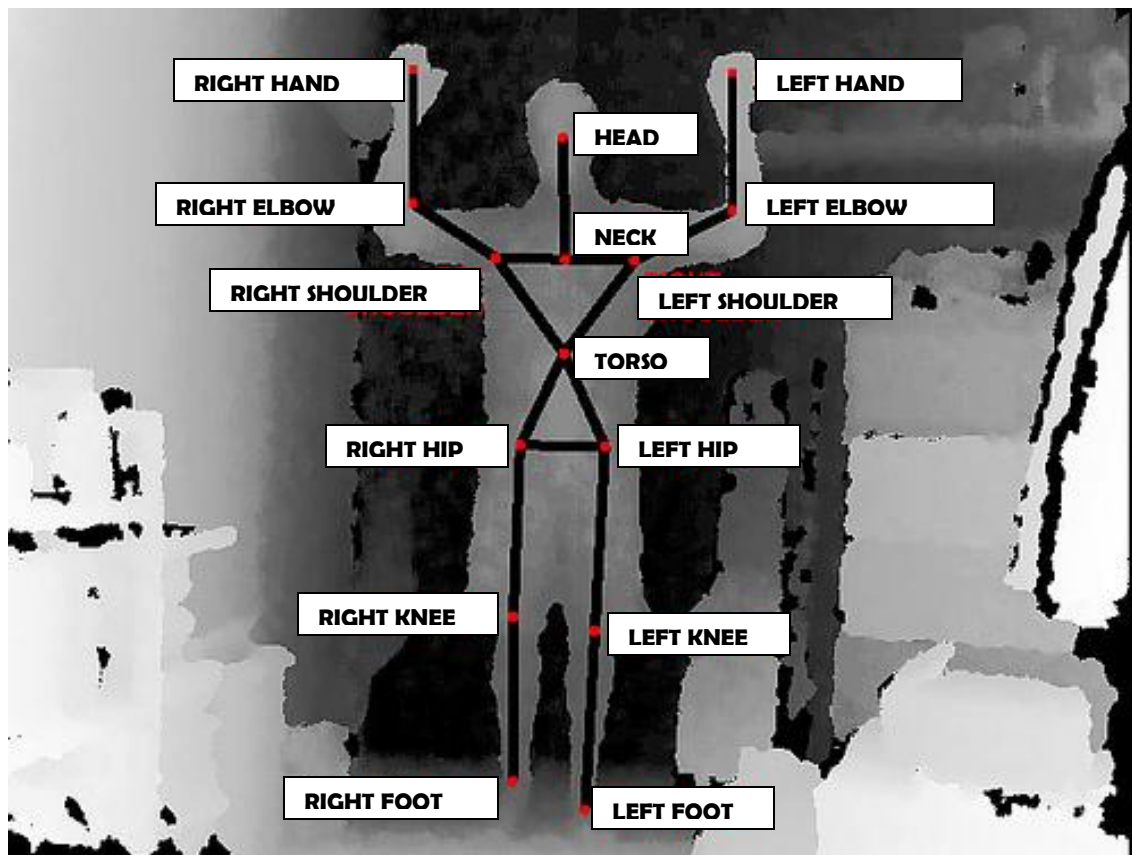 RIGHT HAND
LEFT HAND
HEAD
RIGHT ELBOW
LEFT ELBOW
NECK
RIGHT SHOULDER
LEFT SHOULDER
TORSO
RIGHT HIP
LEFT HIP
RIGHT KNEE
LEFT KNEE
RIGHT FOOT
LEFT FOOT